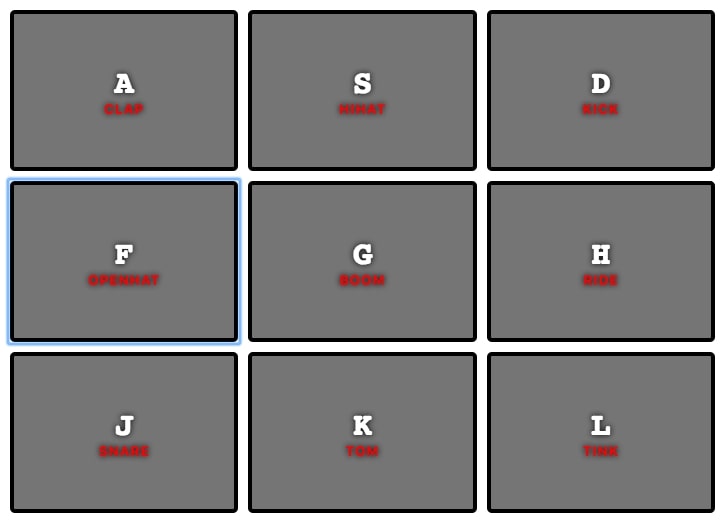 A
CLAP
S
HIHAT
D
KICK
F
OPENHAT
G
BOOM
H
RIDE
J
SNARE
K
TOM
L
TINK